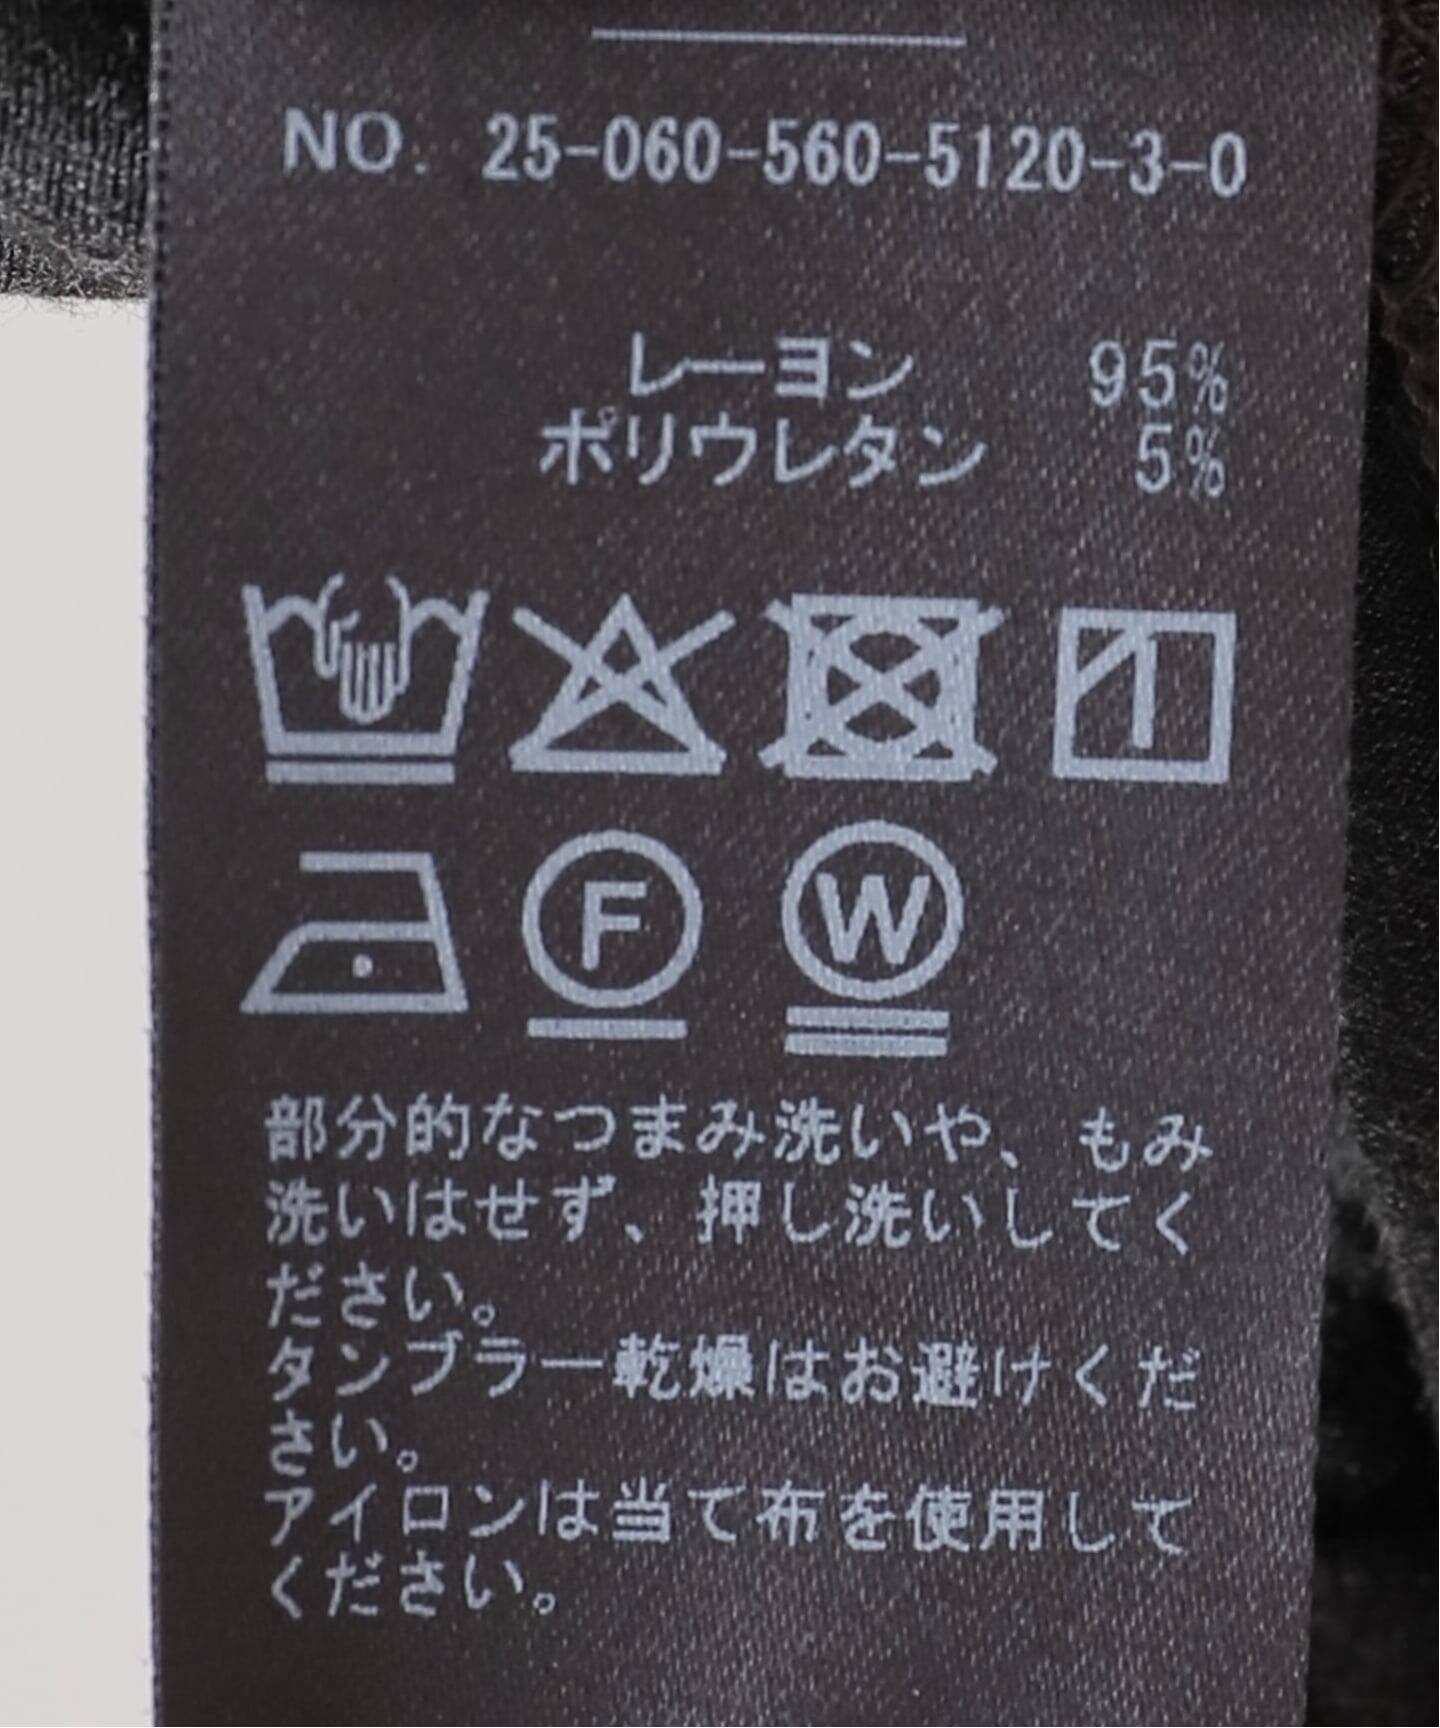 NO. 25-060-560-5120-3-0
レーヨン 95%
ポリウレタン 5%
F W
部分的なつまみ洗いや、もみ
洗いはせず、押し洗いしてく
ださい。
タンブラー乾燥はお避けくだ
さい。
アイロンは当て布を使用して
ください。